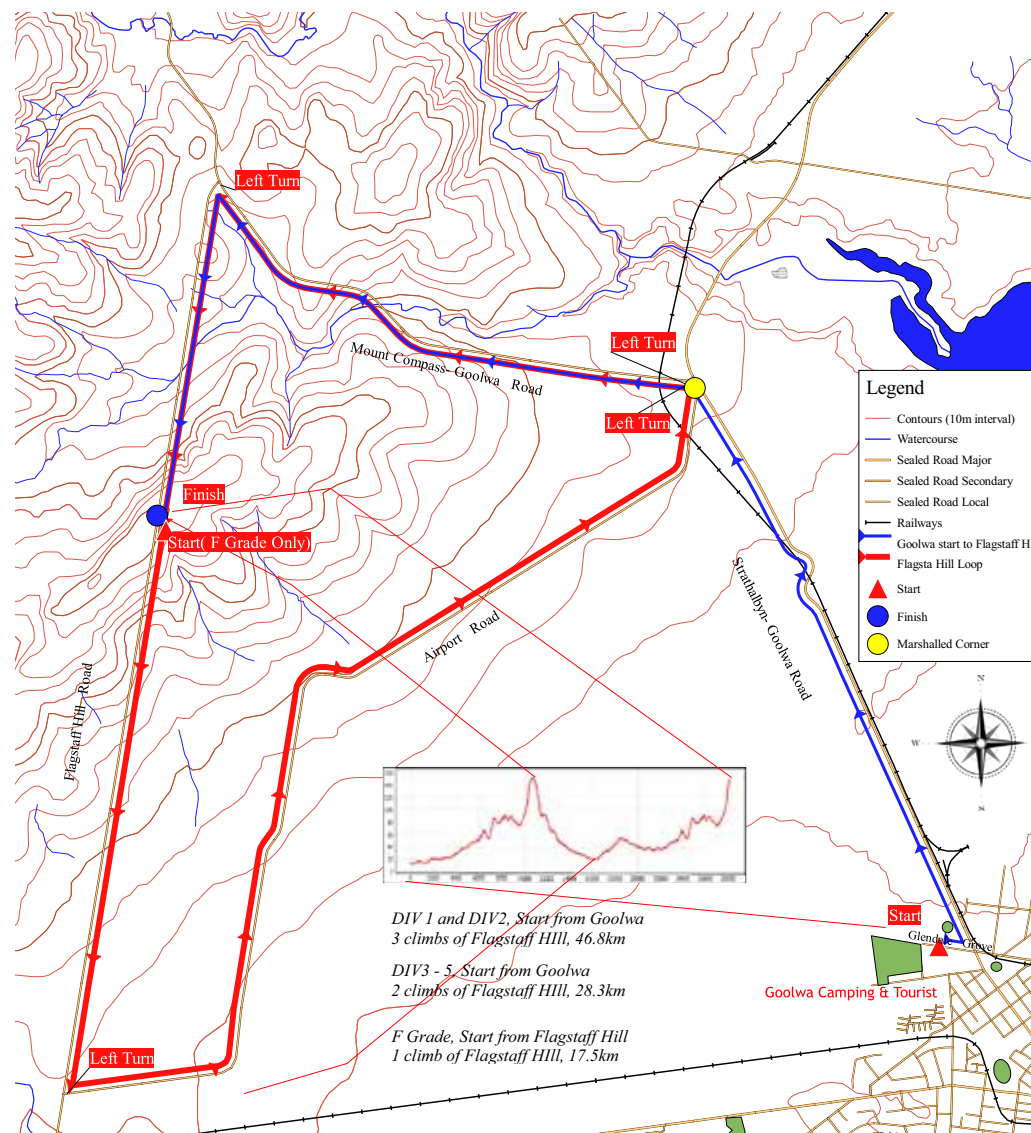 Left Turn
Left Turn
Mount Compass- Goolwa Road
Left Turn
Legend
Contours (10m interval)
Watercourse
Sealed Road Major
Sealed Road Secondary
Sealed Road Local
Railways
Goolwa start to Flagstaff H
Flagsta Hill Loop
Start
Finish
Marshalled Corner
Finish
Start( F Grade Only)
Strathalbyn- Goolwa Road
Airport Road
Flagstaff Hill Road
N
W
S
DIV 1 and DIV2, Start from Goolwa
3 climbs of Flagstaff HIll, 46.8km
DIV3 - 5, Start from Goolwa
2 climbs of Flagstaff HIll, 28.3km
F Grade, Start from Flagstaff Hill
1 climb of Flagstaff HIll, 17.5km
Start
Glendale Grove
Goolwa Camping & Tourist
Left Turn